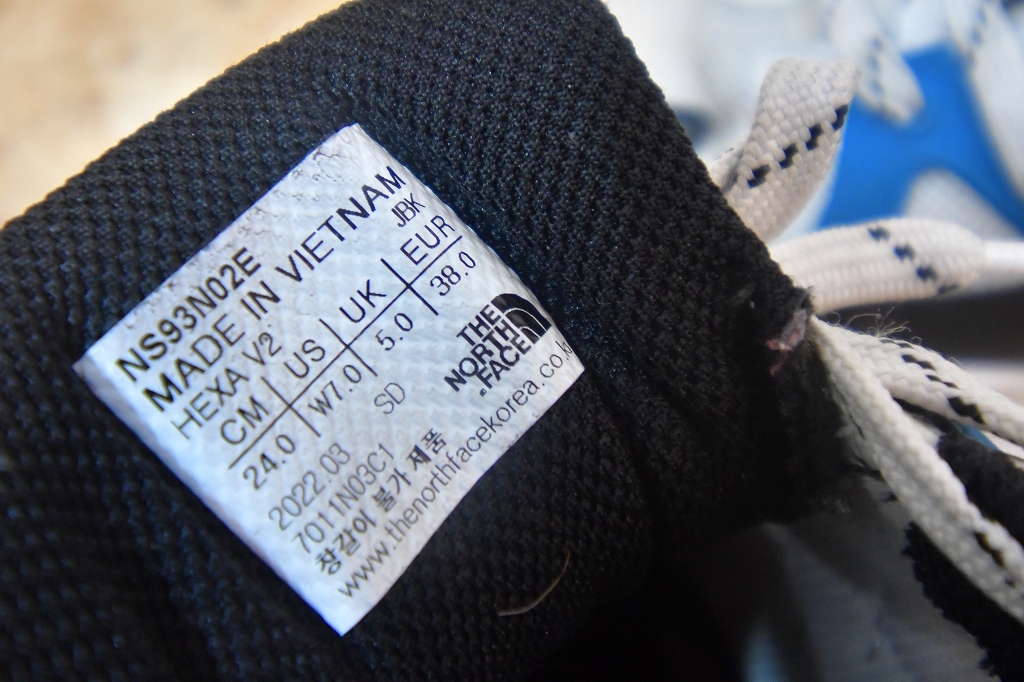 NS93N02E
MADE IN VIETNAM
HEXA V2 JBK
CM US UK EUR
24.0 W7.0 5.0 38.0
SD
2022.03
7011N03C1
창갈이 불가 제품
THE
NORTH
FACE
www.thenorthfacekorea.co.k